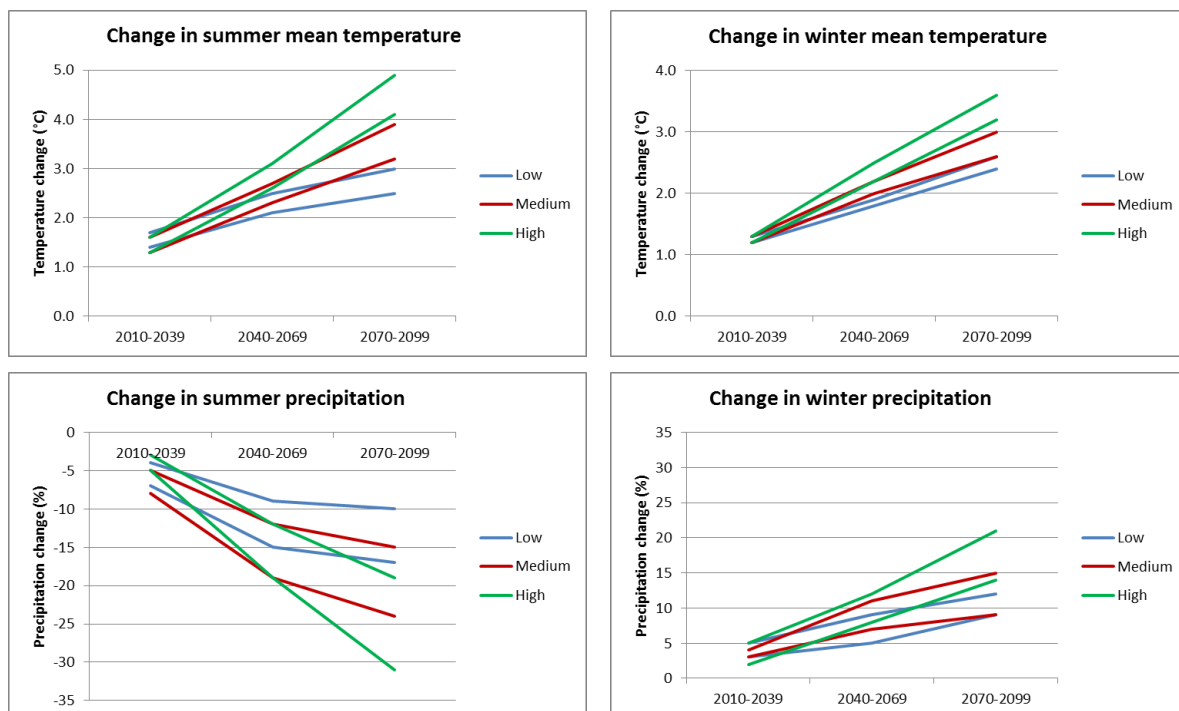 Change in summer mean temperature
Temperature change (°C)
5.0
4.0
3.0
2.0
1.0
0.0
2010-2039 2040-2069 2070-2099
Low
Medium
High
Change in winter mean temperature
Temperature change (°C)
4.0
3.0
2.0
1.0
0.0
2010-2039 2040-2069 2070-2099
Low
Medium
High
Change in summer precipitation
Precipitation change (%)
0
-5
-10
-15
-20
-25
-30
-35
2010-2039 2040-2069 2070-2099
Low
Medium
High
Change in winter precipitation
Precipitation change (%)
35
30
25
20
15
10
5
0
2010-2039 2040-2069 2070-2099
Low
Medium
High